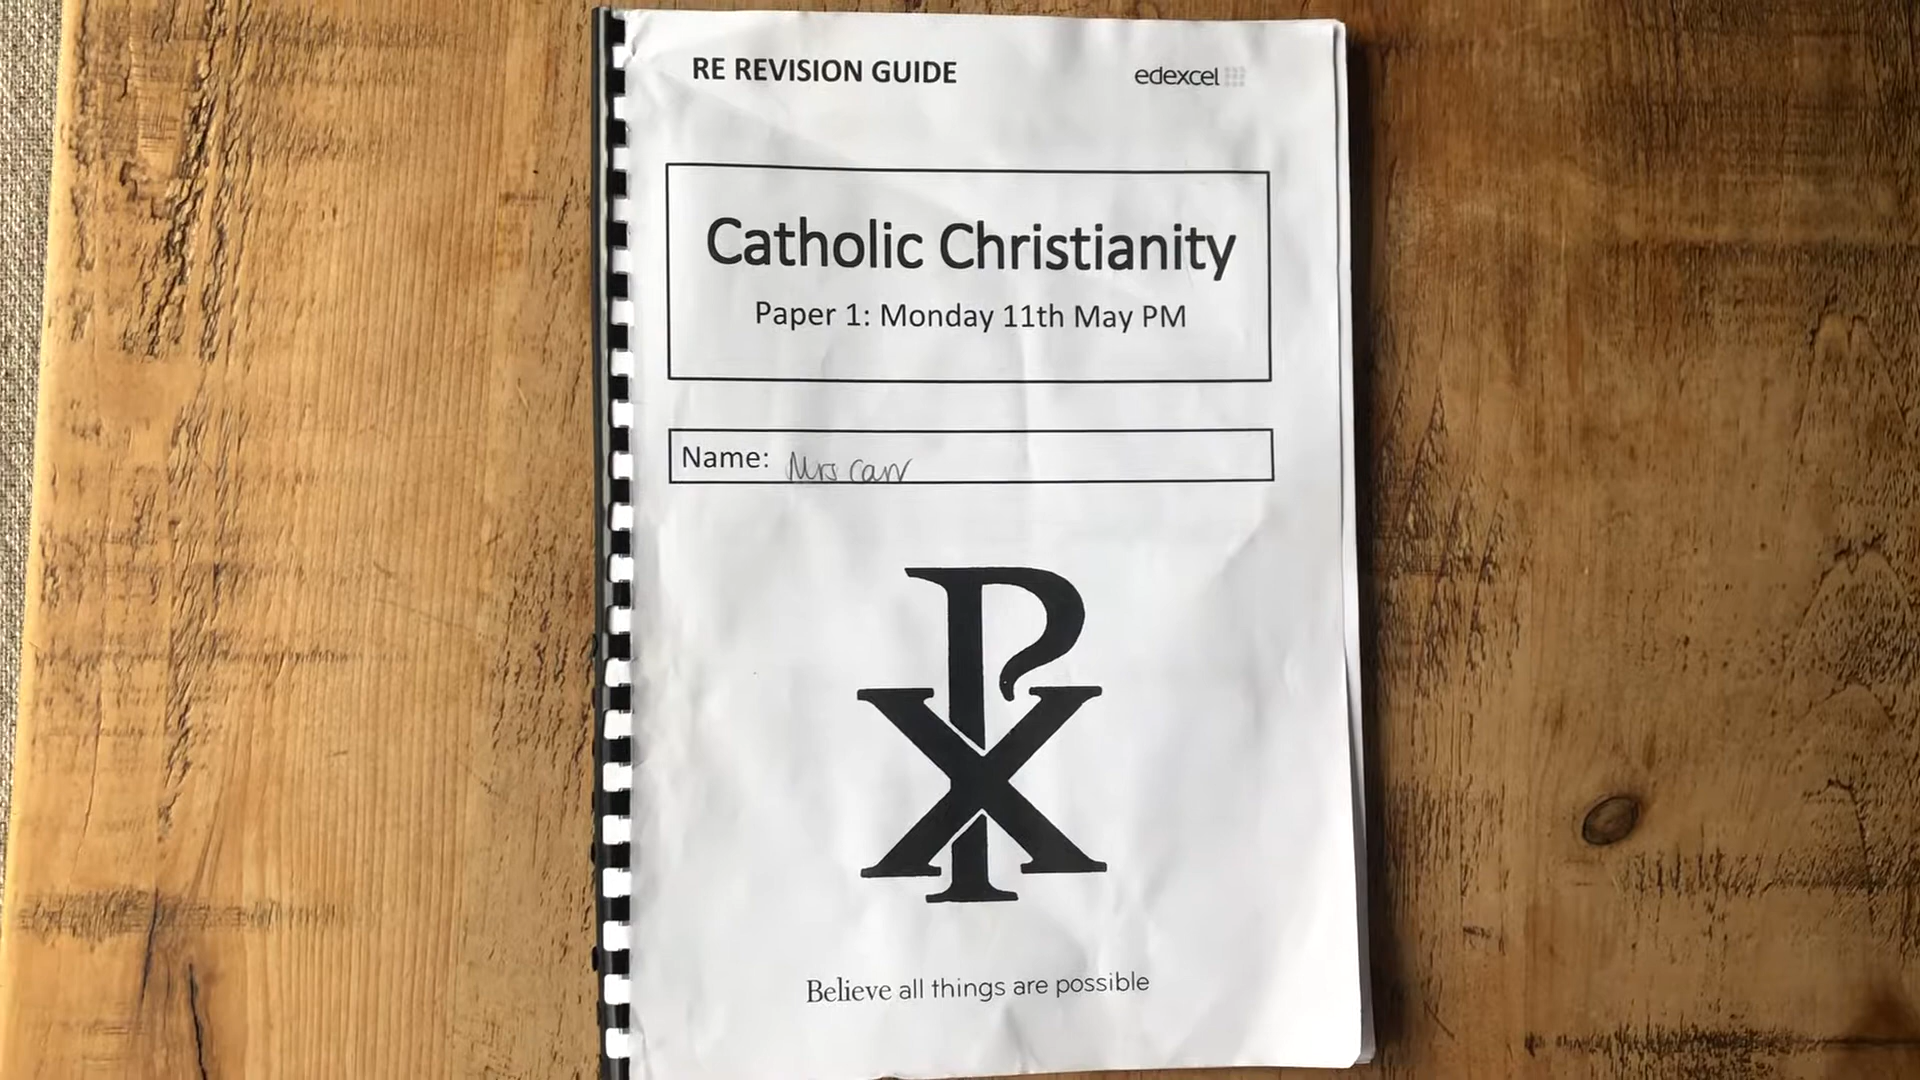 RE REVISION GUIDE
edexcel
Catholic Christianity
Paper 1: Monday 11th May PM
Name: Mrs Carr
Believe all things are possible